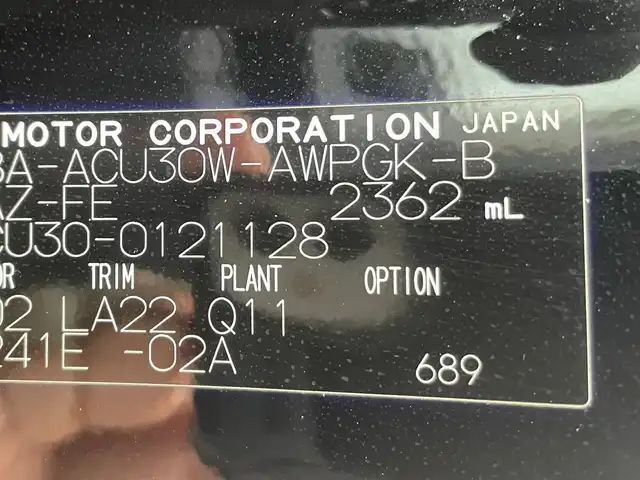 MOTOR CORPORATION JAPAN
BA-ACU30W-AWPGK-B
AZ-FE 2362 mL
CU30-0121128
OR TRIM PLANT OPTION
02 LA22 Q11
241E -02A
689